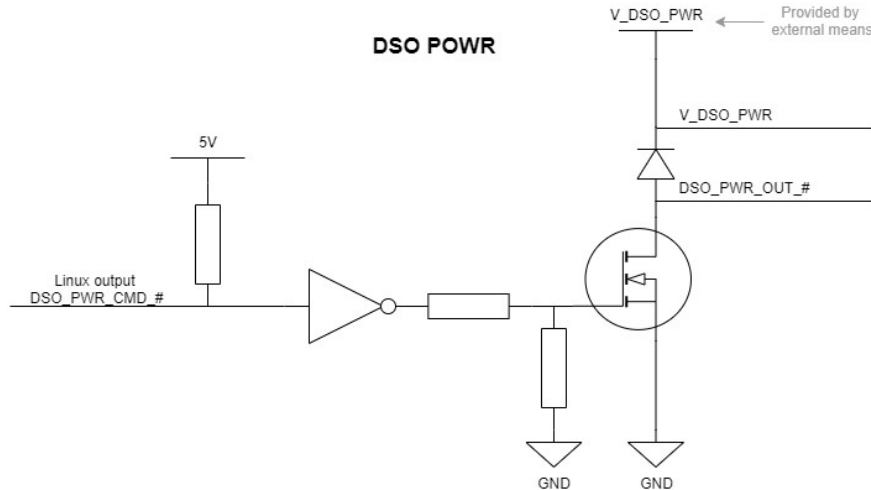 V_DSO_PWR
Provided by
external means
DSO POWR
V_DSO_PWR
5V
DSO_PWR_OUT_#
Linux output
DSO_PWR_CMD_#
GND
GND